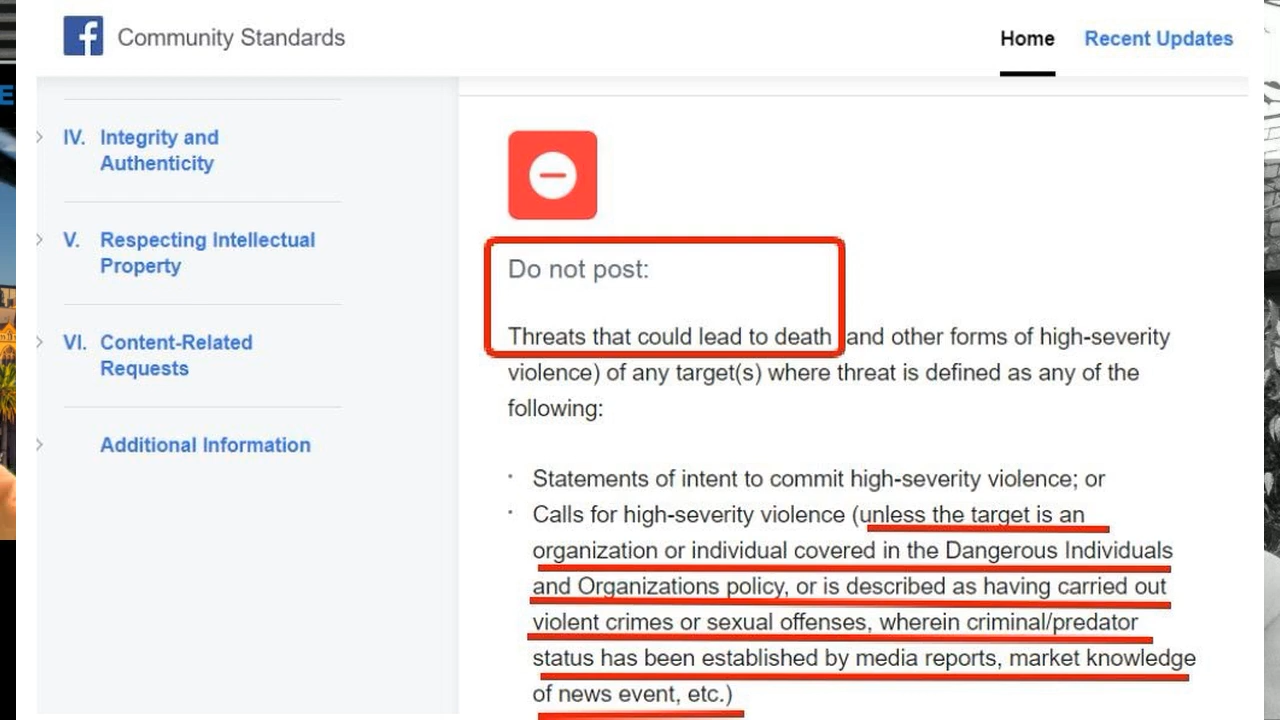 Community Standards
Home
Recent Updates
IV. Integrity and
Authenticity
V. Respecting Intellectual
Property
VI. Content-Related
Requests
Additional Information
Do not post:
Threats that could lead to death and other forms of high-severity
violence) of any target(s) where threat is defined as any of the
following:
· Statements of intent to commit high-severity violence; or
· Calls for high-severity violence (unless the target is an
organization or individual covered in the Dangerous Individuals
and Organizations policy, or is described as having carried out
violent crimes or sexual offenses, wherein criminal/predator
status has been established by media reports, market knowledge
of news event, etc.)